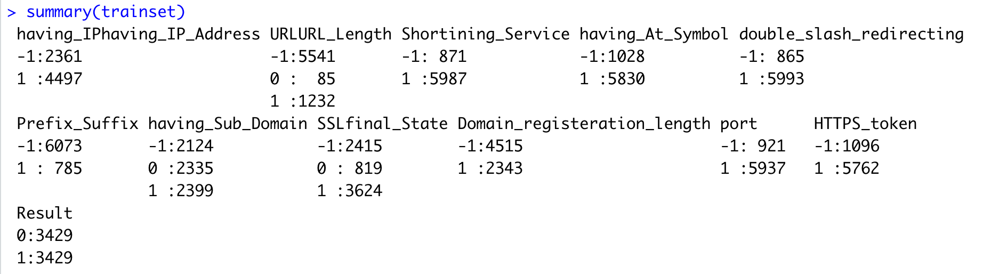 > summary(trainset)
having_IPhaving_IP_Address URLURL_Length Shortining_Service having_At_Symbol double_slash_redirecting
-1:2361                    -1:5541       -1: 871            -1:1028          -1: 865
1 :4497                    0 :  85       1 :5987            1 :5830          1 :5993
                           1 :1232
Prefix_Suffix having_Sub_Domain SSLfinal_State Domain_registeration_length port      HTTPS_token
-1:6073       -1:2124           -1:2415        -1:4515                     -1: 921   -1:1096
1 : 785       0 :2335           0 : 819        1 :2343                     1 :5937   1 :5762
              1 :2399           1 :3624
Result
0:3429
1:3429